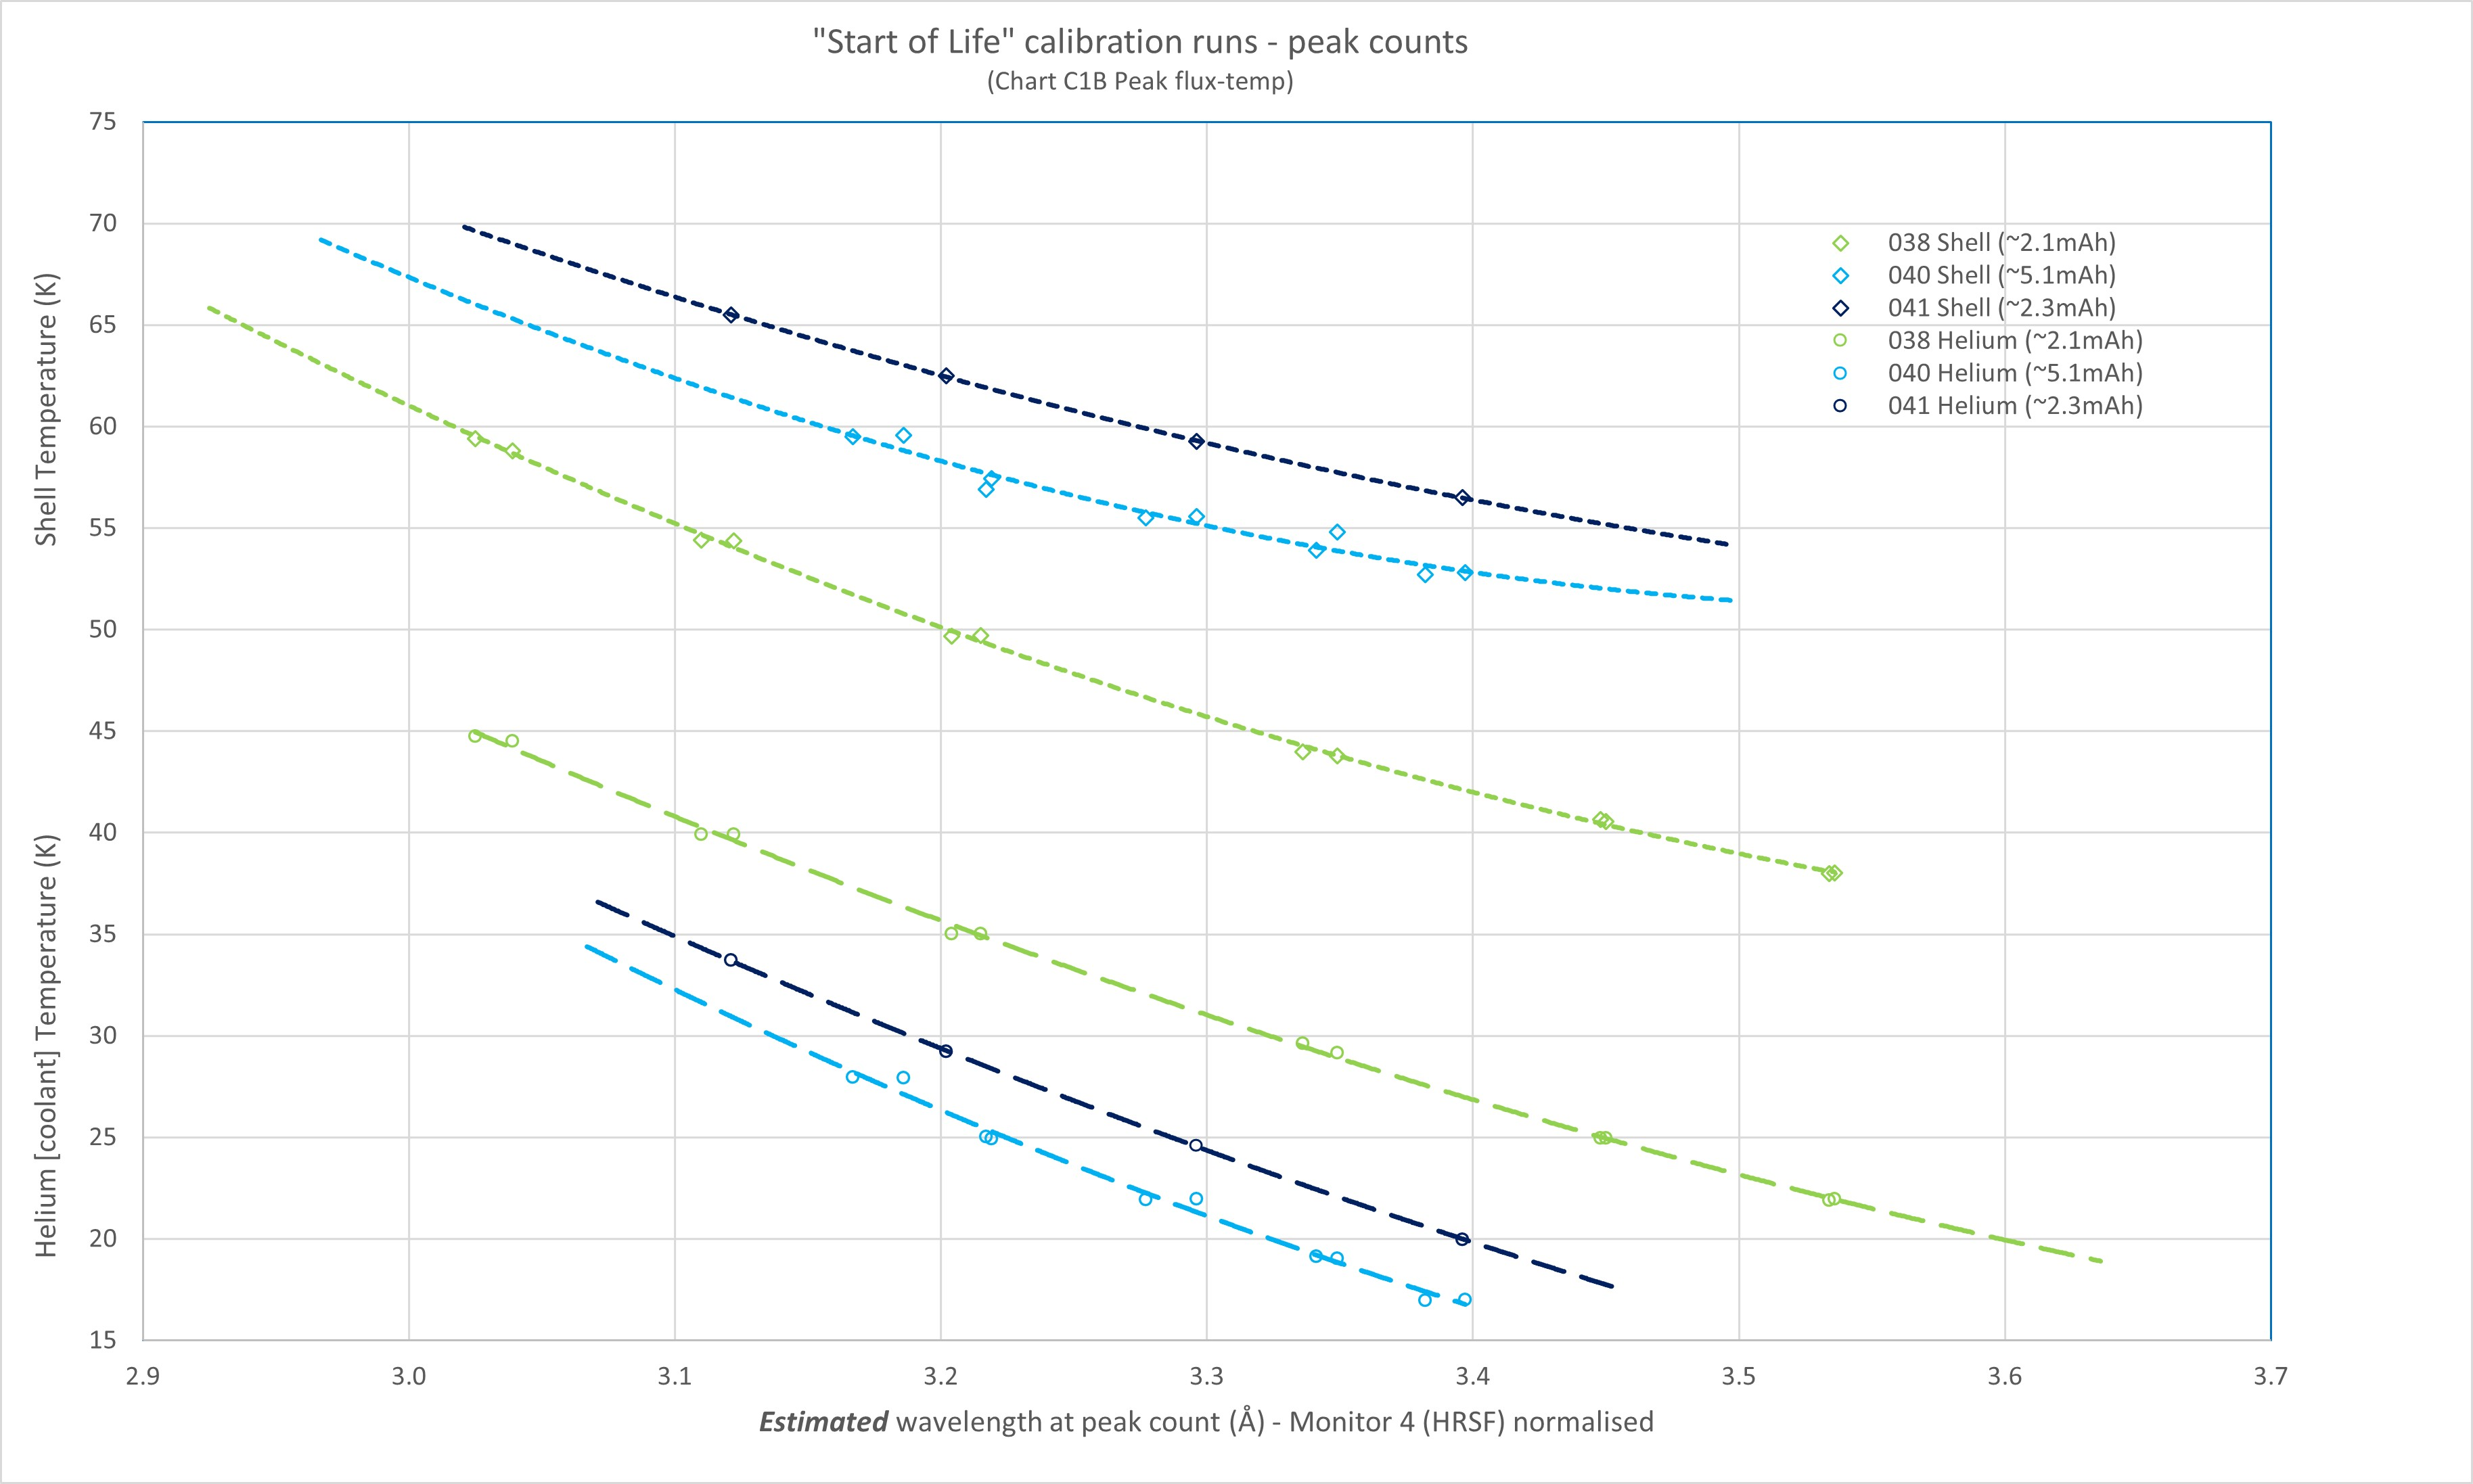 "Start of Life" calibration runs - peak counts
(Chart C1B Peak flux-temp)
75
70
65
60
55
50
45
40
35
30
25
20
15
Shell Temperature (K)
Helium [coolant] Temperature (K)
038 Shell (~2.1mAh)
040 Shell (~5.1mAh)
041 Shell (~2.3mAh)
038 Helium (~2.1mAh)
040 Helium (~5.1mAh)
041 Helium (~2.3mAh)
2.9 3.0 3.1 3.2 3.3 3.4 3.5 3.6 3.7
Estimated wavelength at peak count (Å) - Monitor 4 (HRSF) normalised